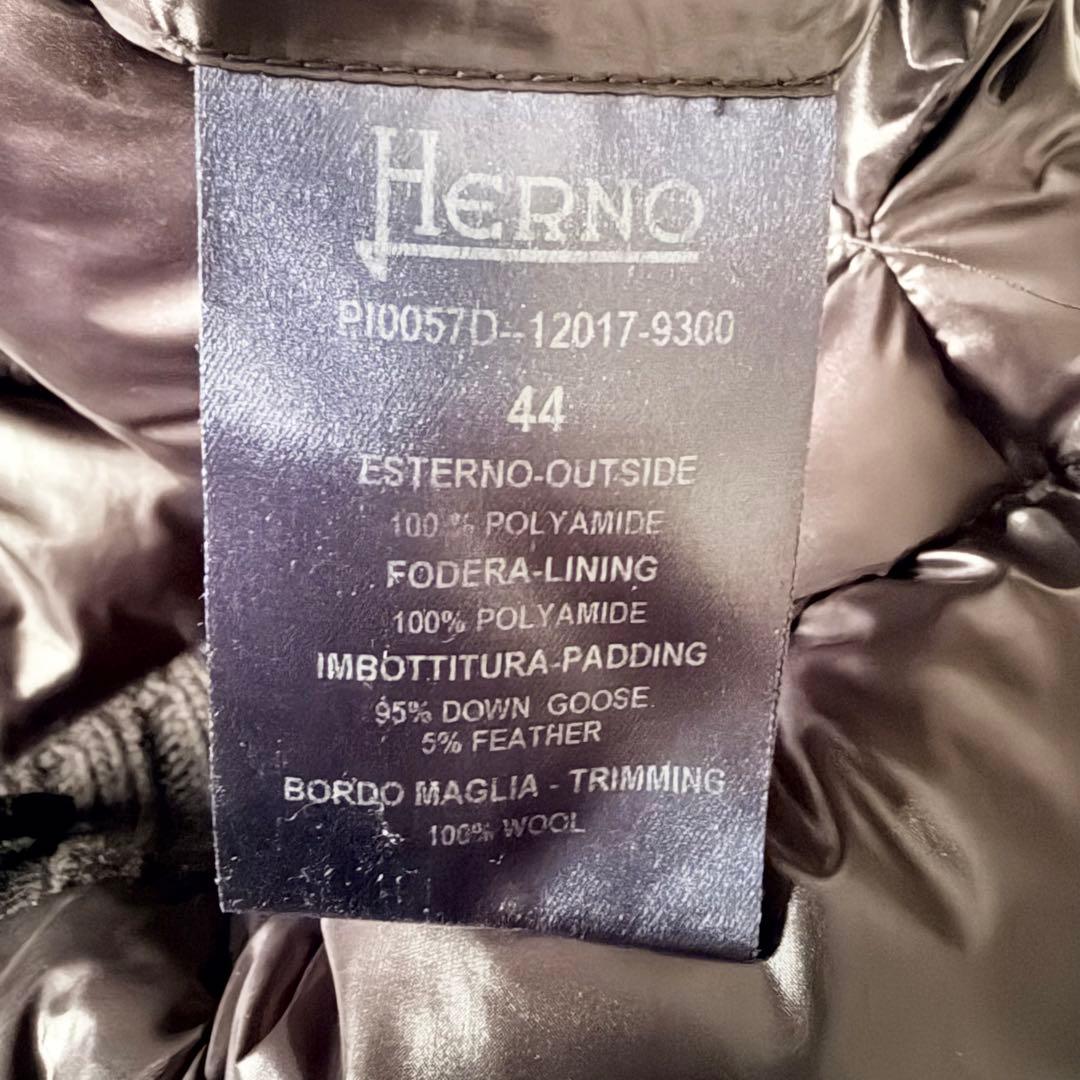 HERNO
PI0057D--12017-9300
44
ESTERNO-OUTSIDE
100 % POLYAMIDE
FODERA-LINING
100% POLYAMIDE
IMBOTTITURA-PADDING
95% DOWN GOOSE
5% FEATHER
BORDO MAGLIA - TRIMMING
100% WOOL